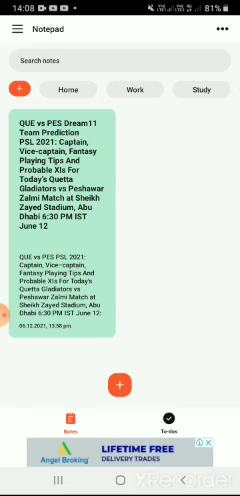 14:08
81%
Notepad
Search notes
+ Home Work Study
QUE vs PES Dream11
Team Prediction
PSL 2021: Captain,
Vice-captain, Fantasy
Playing Tips And
Probable XIs For
Today's Quetta
Gladiators vs Peshawar
Zalmi Match at Sheikh
Zayed Stadium, Abu
Dhabi 6:30 PM IST
June 12
QUE vs PES PSL 2021:
Captain, Vice-captain,
Fantasy Playing Tips And
Probable XIs For Today's
Quetta Gladiators vs
Peshawar Zalmi Match at
Sheikh Zayed Stadium, Abu
Dhabi 6:30 PM IST June 12:
06.12.2021, 13:58 pm
+
Notes To-dos
Angel Broking
LIFETIME FREE
DELIVERY TRADES
XRecorder